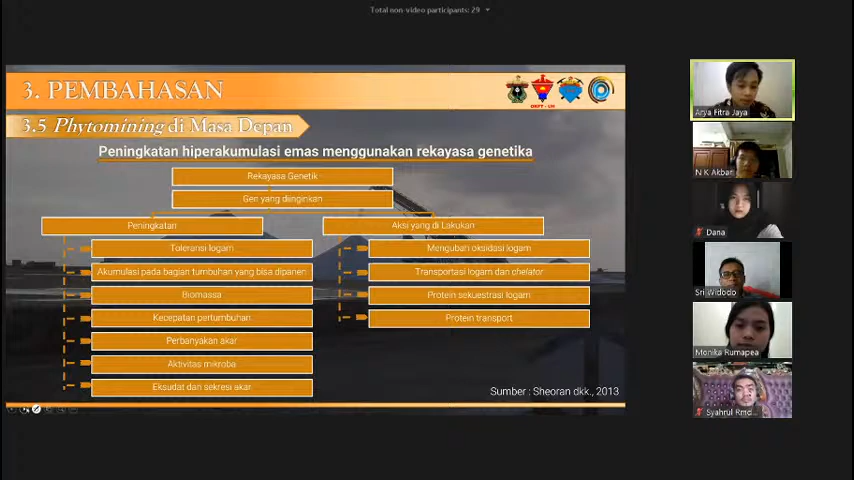 Total non-video participants: 29
3. PEMBAHASAN
3.5 Phytomining di Masa Depan
Peningkatan hiperakumulasi emas menggunakan rekayasa genetika
Rekayasa Genetik
Gen yang diinginkan
Peningkatan
Toleransi logam
Akumulasi pada bagian tumbuhan yang bisa dipanen
Biomassa
Kecepatan pertumbuhan
Perbanyakan akar
Aktivitas mikroba
Eksudat dan sekresi akar
Aksi yang di Lakukan
Mengubah oksidasi logam
Transportasi logam dan chelator
Protein sekuestrasi logam
Protein transport
Sumber : Sheoran dkk., 2013
Arya Fitra Jaya
N K Akbar
Dana
Sri Widodo
Monika Rumapea
Syahrul Rmd...